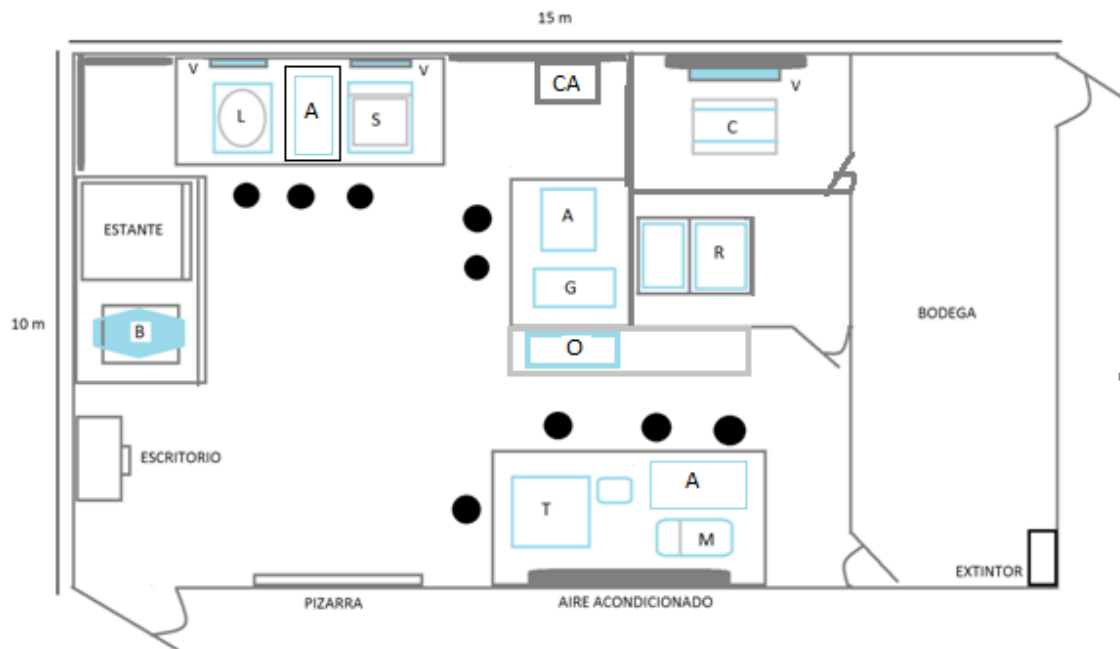 15 m
V
V
CA
V
L
A
S
C
ESTANTE
A
R
G
B
10 m
BODEGA
O
ESCRITORIO
T
A
M
EXTINTOR
PIZARRA
AIRE ACONDICIONADO